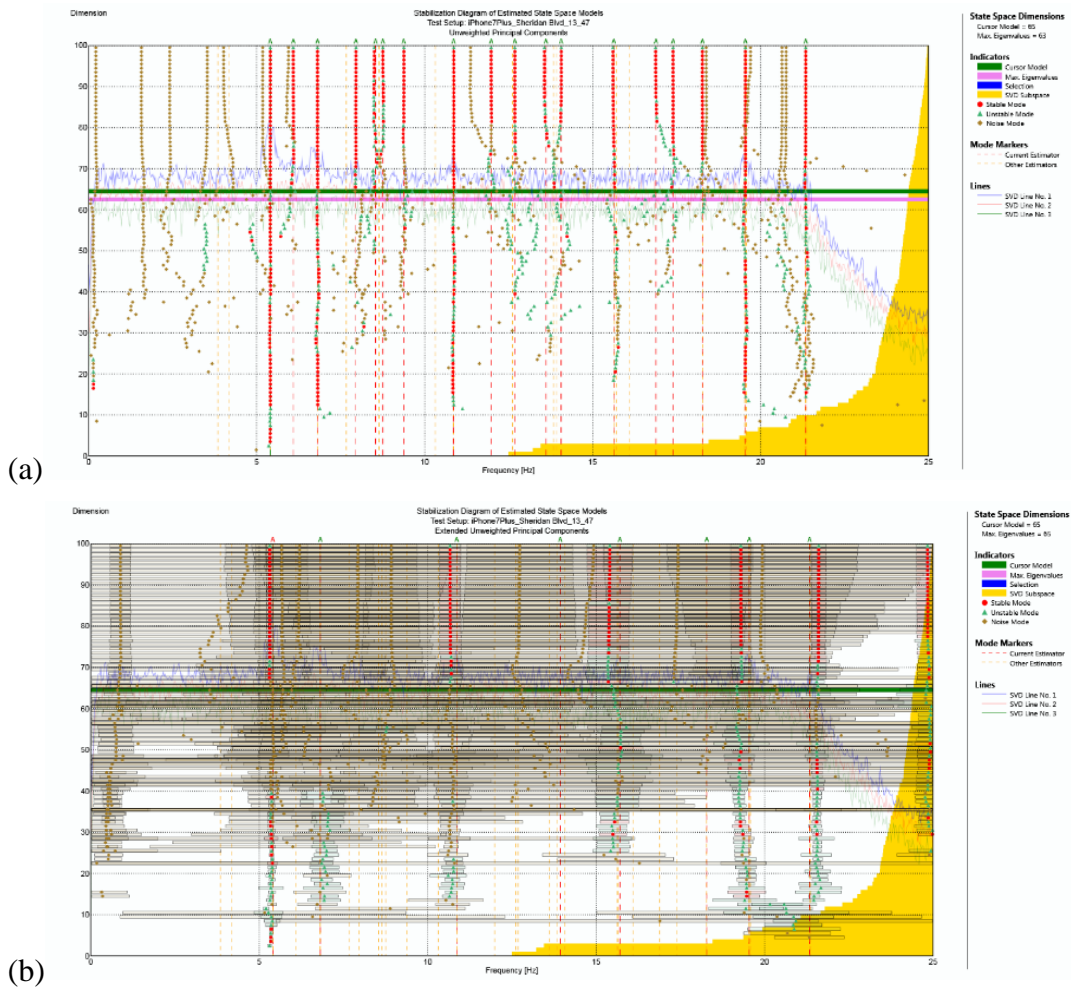 Dimension
Stabilization Diagram of Estimated State Space Models
Test Setup: iPhone7Plus_Sheridan Blvd_13_47
Unweighted Principal Components
100
90
80
70
60
50
40
30
20
10
0
0
5
10
15
20
25
Frequency [Hz]
State Space Dimensions
Cursor Model = 65
Max. Eigenvalues = 63
Indicators
Cursor Model
Max. Eigenvalues
Selection
SVD Subspace
Stable Mode
Unstable Mode
Noise Mode
Mode Markers
Current Estimator
Other Estimators
Lines
SVD Line No. 1
SVD Line No. 2
SVD Line No. 3
(a)
Dimension
Stabilization Diagram of Estimated State Space Models
Test Setup: iPhone7Plus_Sheridan Blvd_13_47
Extended Unweighted Principal Components
100
90
80
70
60
50
40
30
20
10
0
0
5
10
15
20
25
Frequency [Hz]
State Space Dimensions
Cursor Model = 65
Indicators
Cursor Model
Max. Eigenvalues
Selection
SVD Subspace
Stable Mode
Unstable Mode
Noise Mode
Mode Markers
Current Estimator
Other Estimators
Lines
SVD Line No. 1
SVD Line No. 2
SVD Line No. 3
(b)